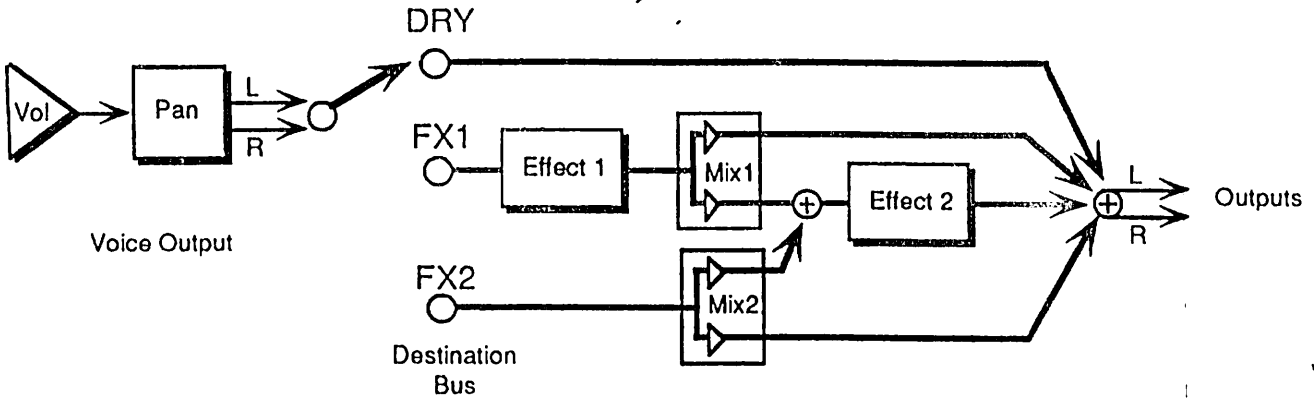 DRY
Vol
Pan
L
R
FX1
Effect 1
Mix1
Effect 2
L
R
Outputs
Voice Output
FX2
Mix2
Destination
Bus